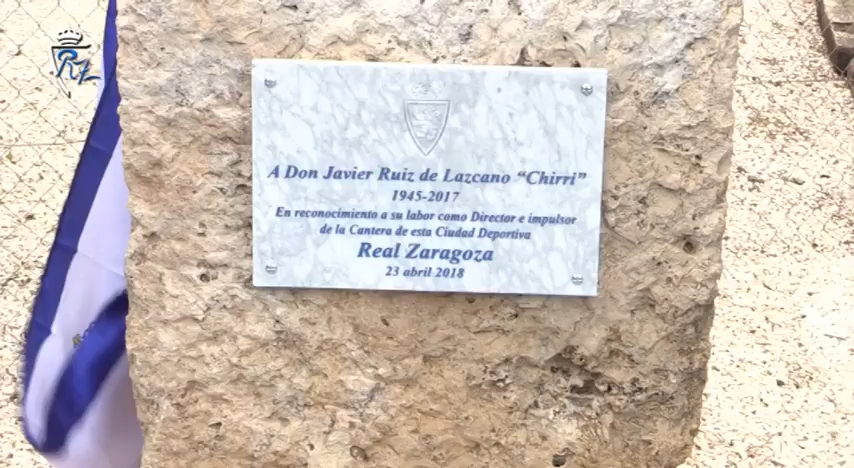 RZ
A Don Javier Ruiz de Lazcano “Chirri”
1945-2017
En reconocimiento a su labor como Director e impulsor
de la Cantera de esta Ciudad Deportiva
Real Zaragoza
23 abril 2018